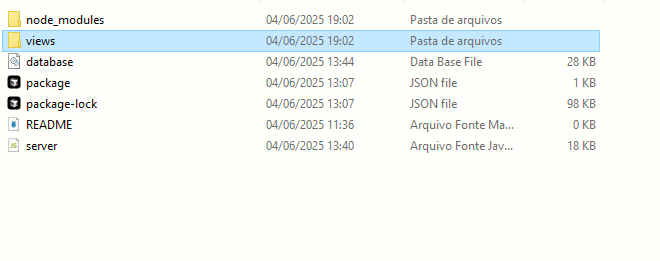 node_modules 04/06/2025 19:02 Pasta de arquivos
views 04/06/2025 19:02 Pasta de arquivos
database 04/06/2025 13:44 Data Base File 28 KB
package 04/06/2025 13:07 JSON file 1 KB
package-lock 04/06/2025 13:07 JSON file 98 KB
README 04/06/2025 11:36 Arquivo Fonte Ma... 0 KB
server 04/06/2025 13:40 Arquivo Fonte Jav... 18 KB